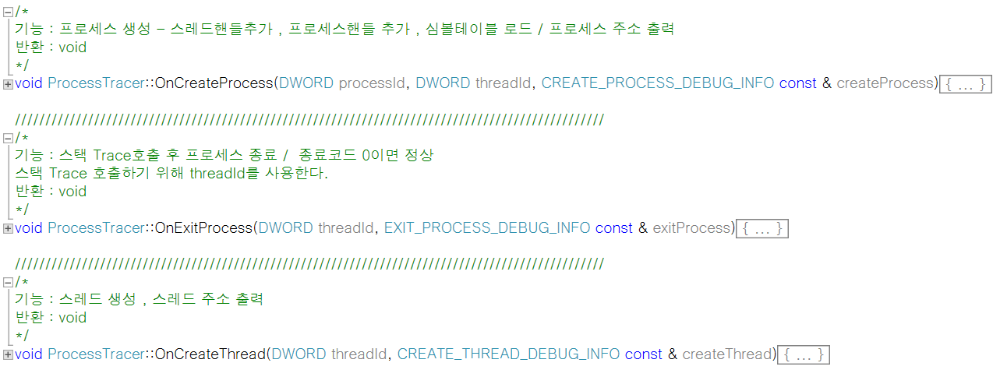 /*
기능 : 프로세스 생성 - 스레드핸들추가 , 프로세스핸들 추가 , 심볼테이블 로드 / 프로세스 주소 출력
반환 : void
*/
void ProcessTracer::OnCreateProcess(DWORD processId, DWORD threadId, CREATE_PROCESS_DEBUG_INFO const & createProcess){ ... }
//////////////////////////////////////////////////////////////////////////////////////////////////
/*
기능 : 스택 Trace호출 후 프로세스 종료 /  종료코드 0이면 정상
스택 Trace 호출하기 위해 threadId를 사용한다.
반환 : void
*/
void ProcessTracer::OnExitProcess(DWORD threadId, EXIT_PROCESS_DEBUG_INFO const & exitProcess){ ... }
//////////////////////////////////////////////////////////////////////////////////////////////////
/*
기능 : 스레드 생성 , 스레드 주소 출력
반환 : void
*/
void ProcessTracer::OnCreateThread(DWORD threadId, CREATE_THREAD_DEBUG_INFO const & createThread){ ... }